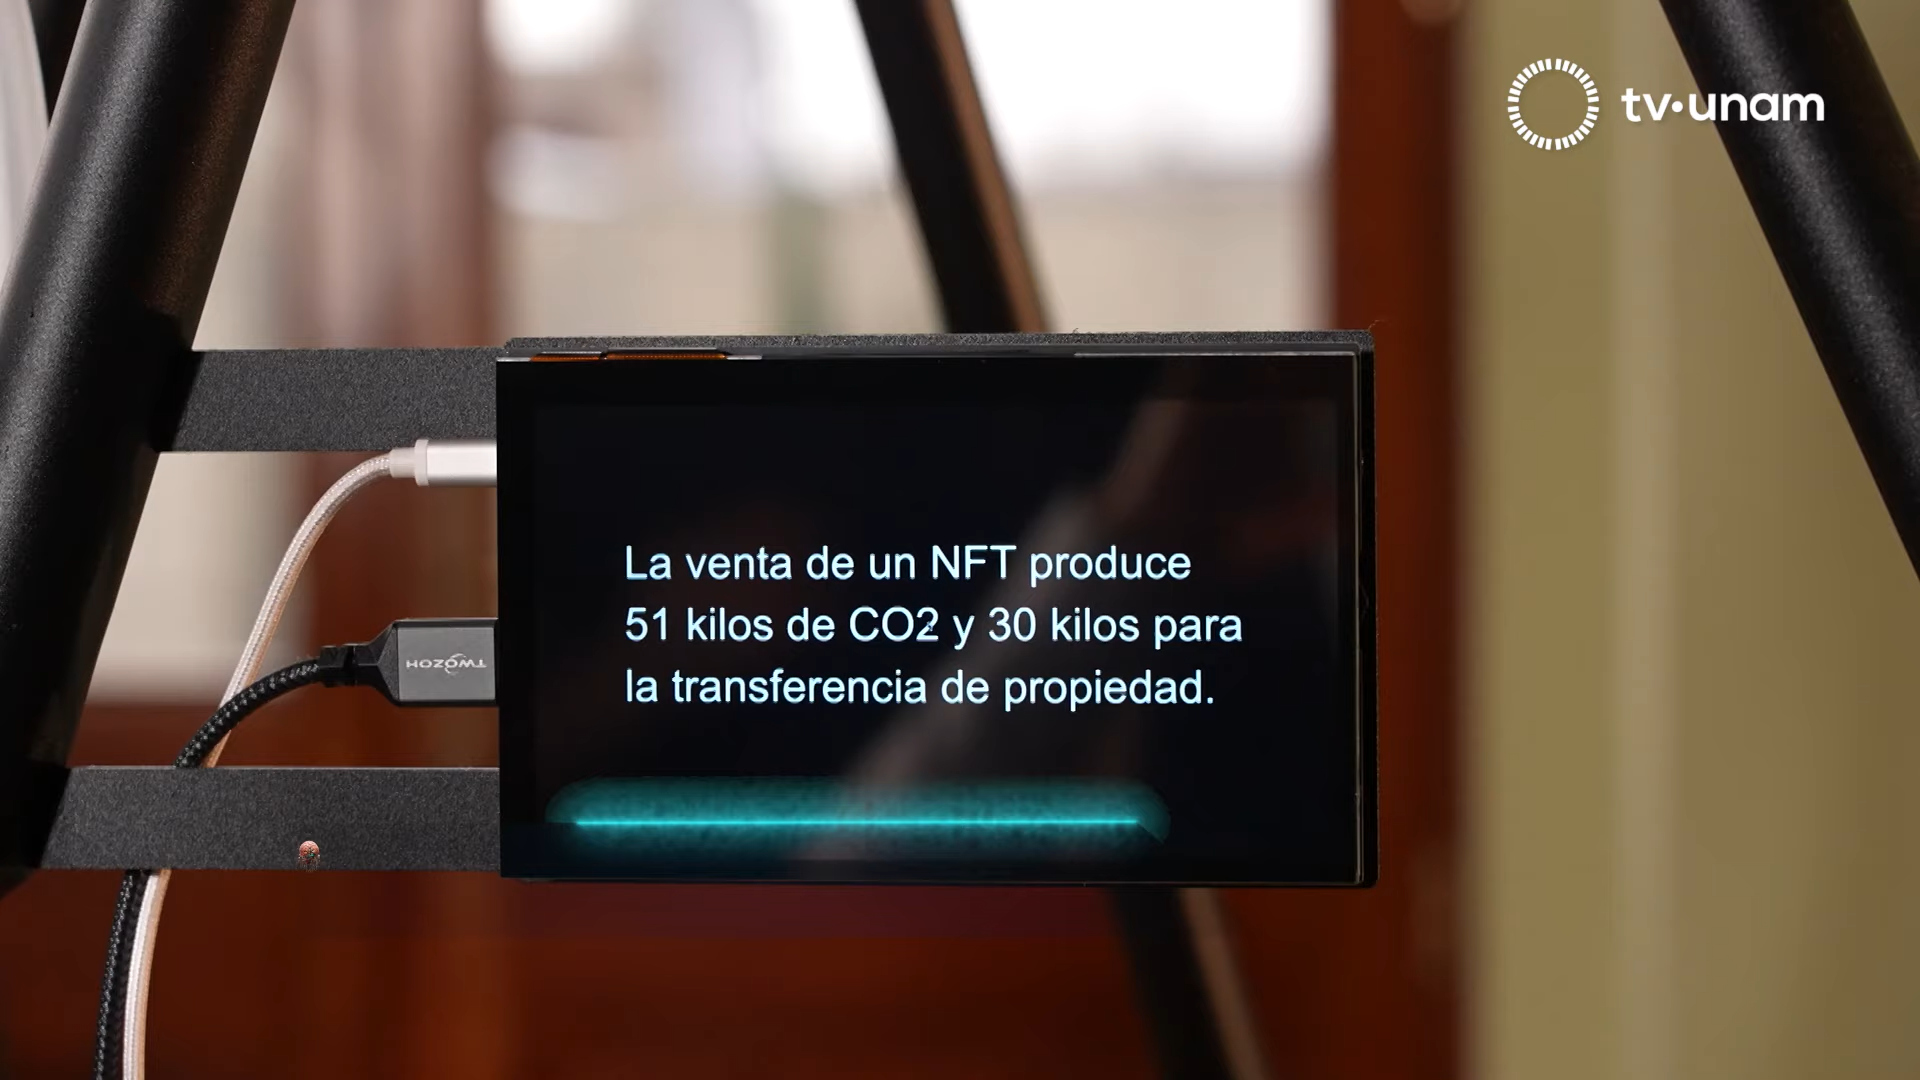 tv·unam
La venta de un NFT produce
51 kilos de CO2 y 30 kilos para
la transferencia de propiedad.
TWOZOH